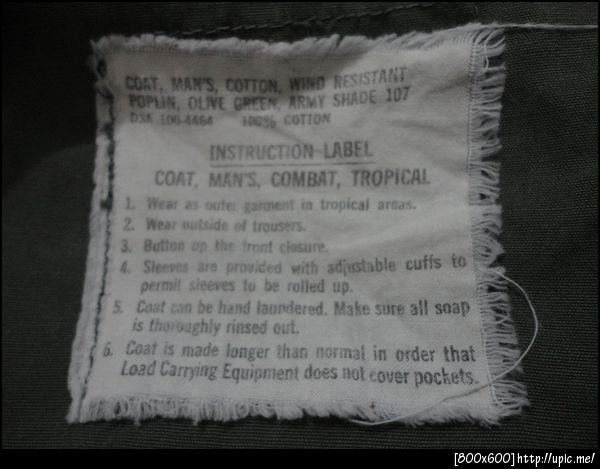 COAT, MAN'S, COTTON, WIND RESISTANT
POPLIN, OLIVE GREEN, ARMY SHADE 107
DSA 100-4464 100% COTTON
INSTRUCTION LABEL
COAT, MAN'S, COMBAT, TROPICAL
1. Wear as outer garment in tropical areas.
2. Wear outside of trousers.
3. Button up the front closure.
4. Sleeves are provided with adjustable cuffs to
permit sleeves to be rolled up.
5. Coat can be hand laundered. Make sure all soap
is thoroughly rinsed out.
6. Coat is made longer than normal in order that
Load Carrying Equipment does not cover pockets.
[800x600]http://upic.me/